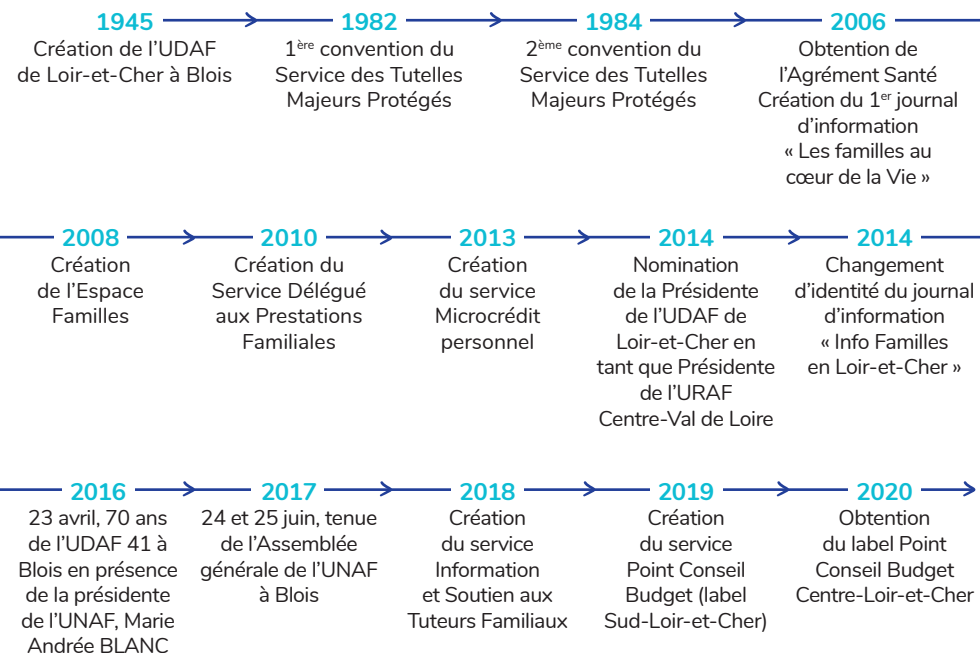 1945
Création de l’UDAF
de Loir-et-Cher à Blois
1982
1ère convention du
Service des Tutelles
Majeurs Protégés
1984
2ème convention du
Service des Tutelles
Majeurs Protégés
2006
Obtention de
l’Agrément Santé
Création du 1er journal
d’information
« Les familles au
cœur de la Vie »
2008
Création
de l’Espace
Familles
2010
Création du
Service Délégué
aux Prestations
Familiales
2013
Création
du service
Microcrédit
personnel
2014
Nomination
de la Présidente
de l’UDAF de
Loir-et-Cher en
tant que Présidente
de l’URAF
Centre-Val de Loire
2014
Changement
d’identité du journal
d’information
« Info Familles
en Loir-et-Cher »
2016
23 avril, 70 ans
de l’UDAF 41 à
Blois en présence
de la présidente
de l’UNAF, Marie
Andrée BLANC
2017
24 et 25 juin, tenue
de l’Assemblée
générale de l’UNAF
à Blois
2018
Création
du service
Information
et Soutien aux
Tuteurs Familiaux
2019
Création
du service
Point Conseil
Budget (label
Sud-Loir-et-Cher)
2020
Obtention
du label Point
Conseil Budget
Centre-Loir-et-Cher